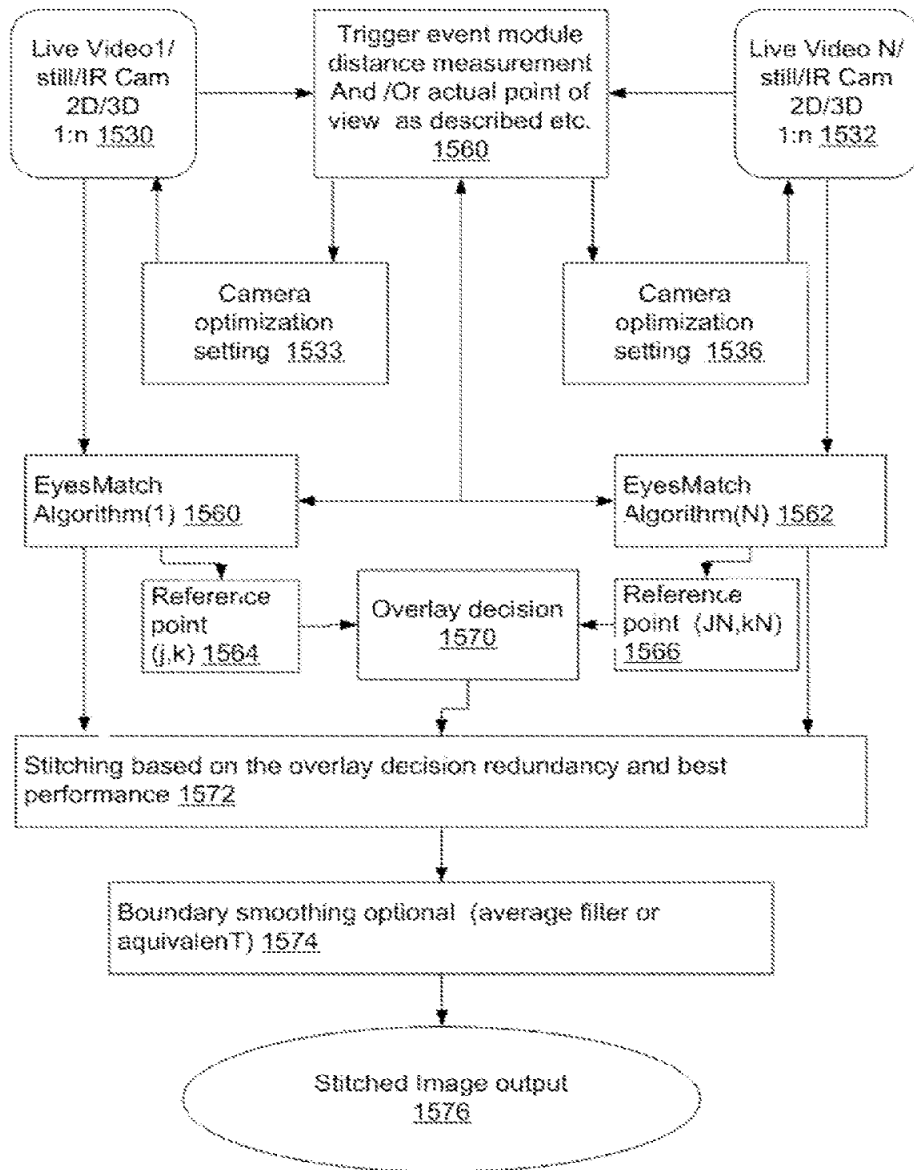 Live Video1/
still/IR Cam
2D/3D
1:n 1530
Trigger event module
distance measurement
And /Or actual point of
view as described etc.
1560
Live Video N/
still/IR Cam
2D/3D
1:n 1532
Camera
optimization
setting 1533
Camera
optimization
setting 1536
EyesMatch
Algorithm(1) 1560
EyesMatch
Algorithm(N) 1562
Reference
point
(j,k) 1564
Overlay decision
1570
Reference
point (JN,kN)
1566
Stitching based on the overlay decision redundancy and best
performance 1572
Boundary smoothing optional (average filter or
aquivalenT) 1574
Stitched Image output
1576